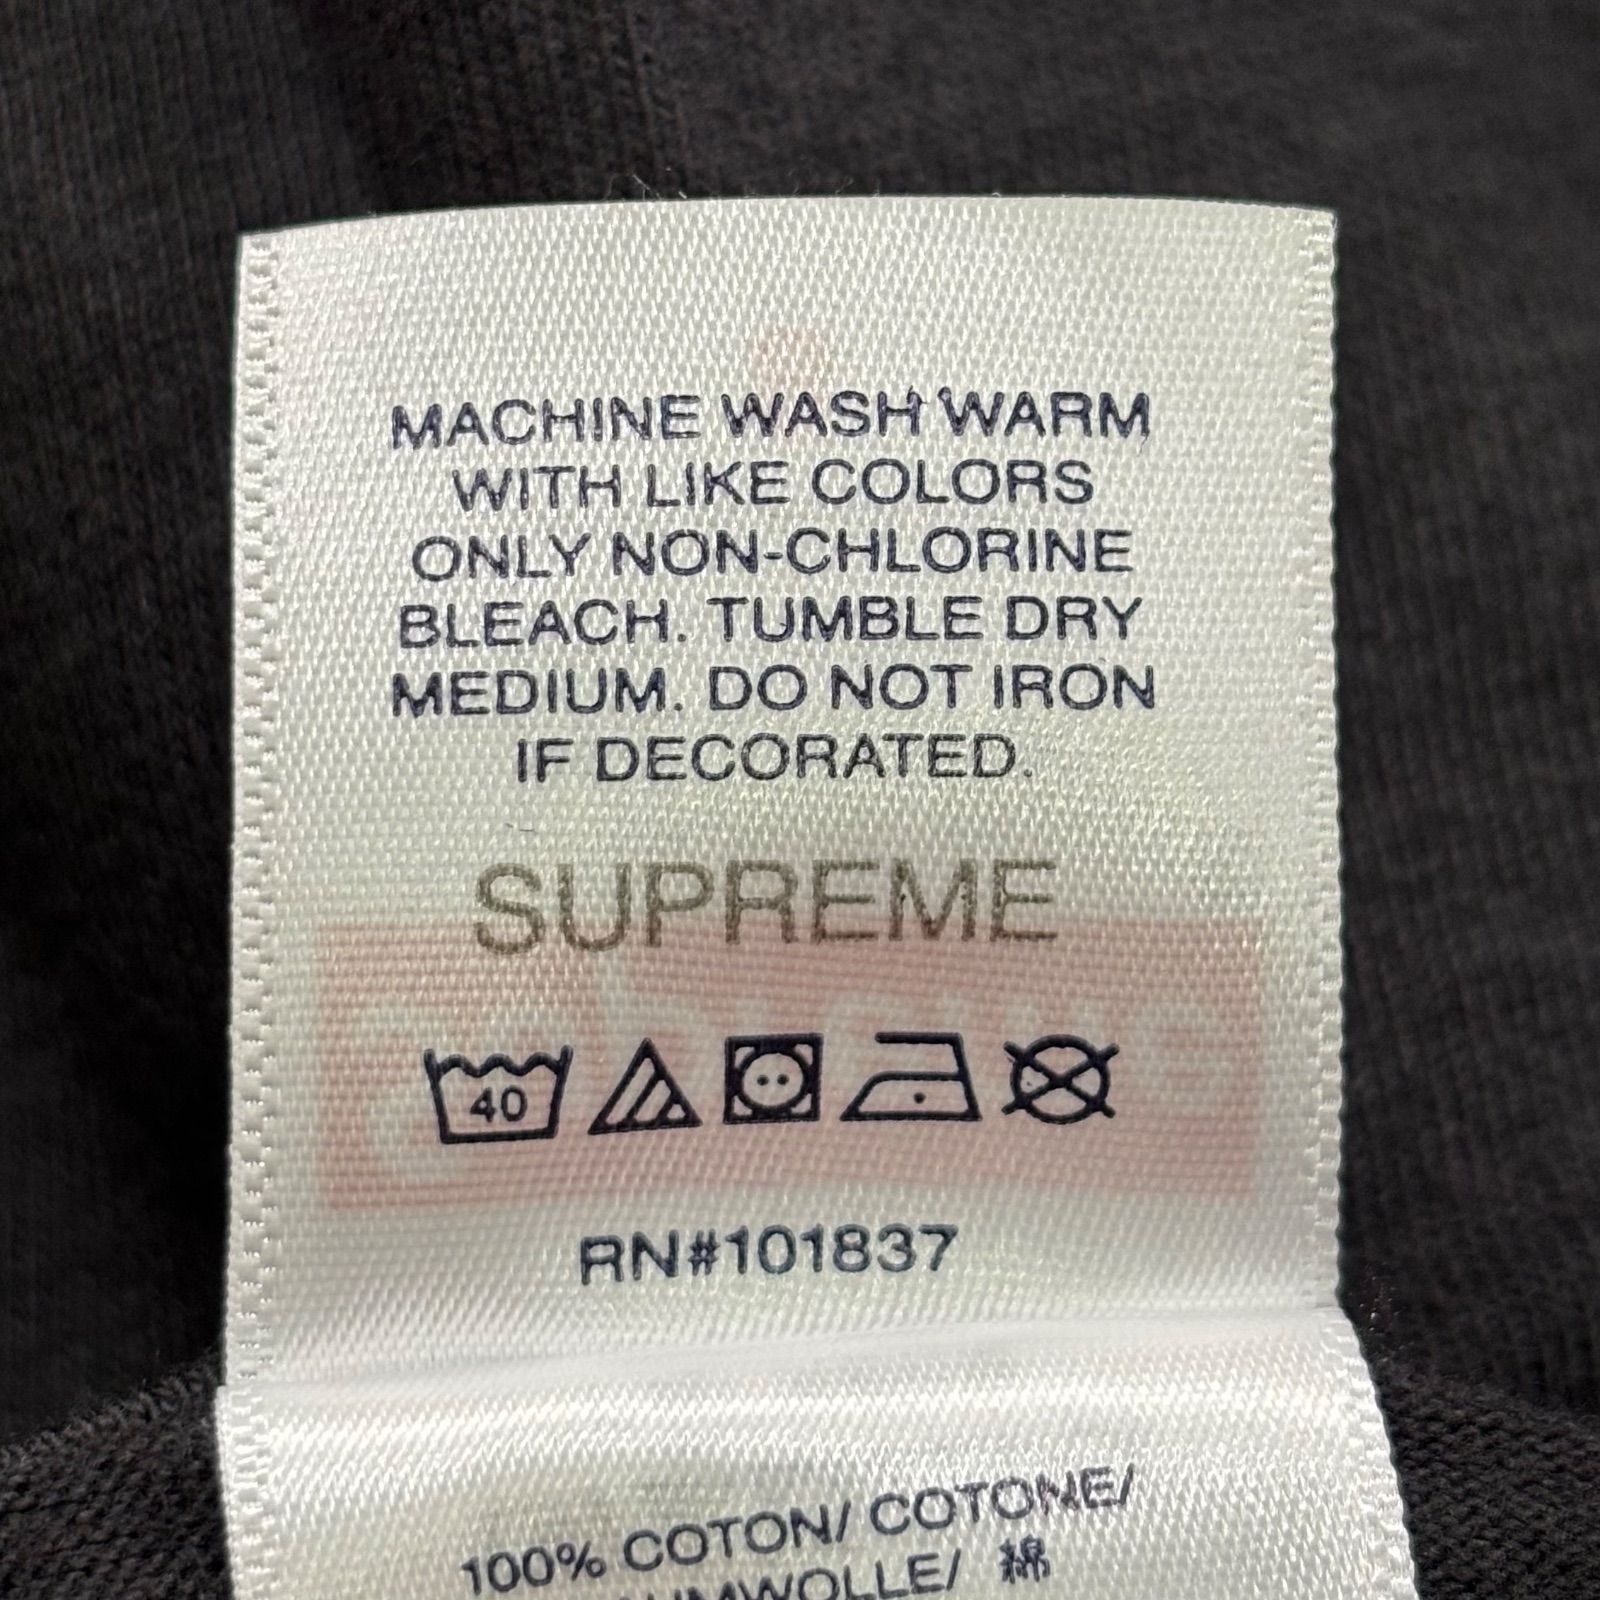 MACHINE WASH WARM
WITH LIKE COLORS
ONLY NON-CHLORINE
BLEACH. TUMBLE DRY
MEDIUM. DO NOT IRON
IF DECORATED.
SUPREME
40
RN#101837
100% COTON/ COTONE/
UMWOLLE/ 綿